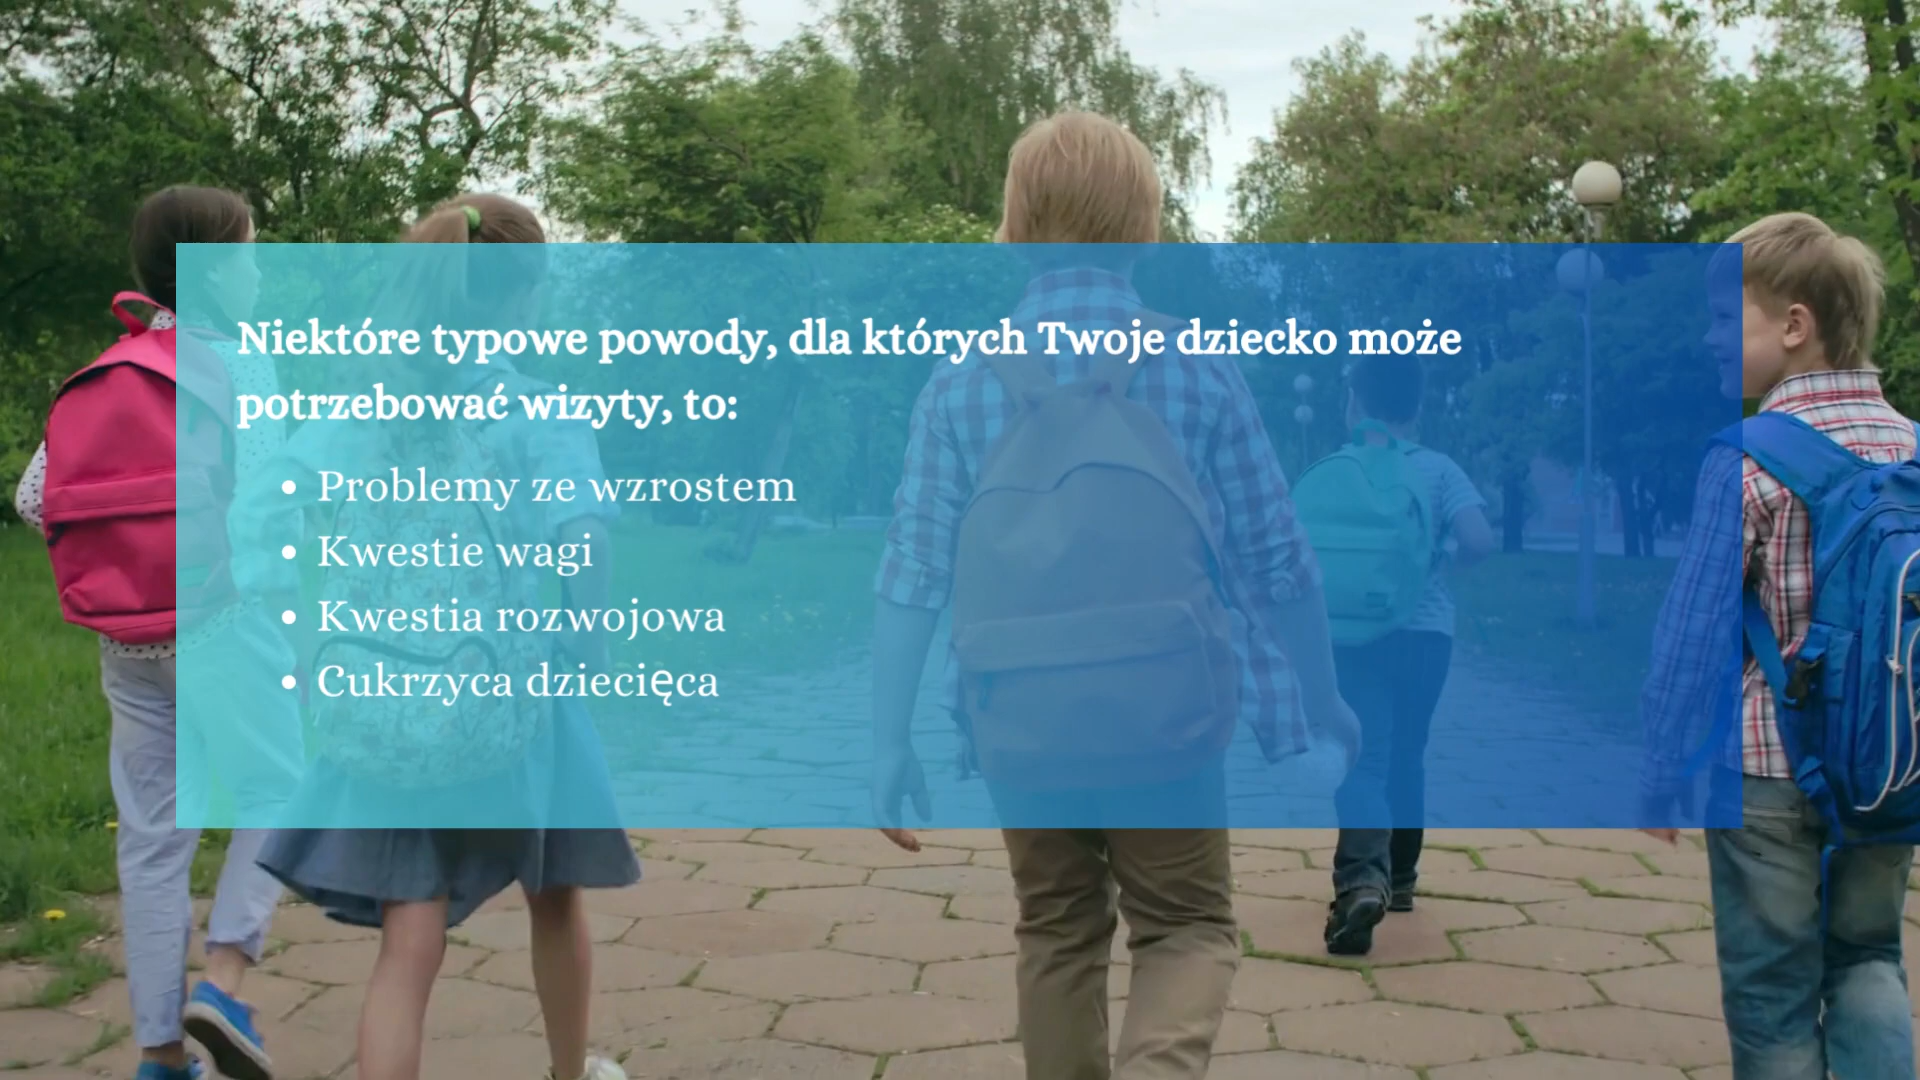 Niektóre typowe powody, dla których Twoje dziecko może
potrzebować wizyty, to:
• Problemy ze wzrostem
• Kwestie wagi
• Kwestia rozwojowa
• Cukrzyca dziecięca